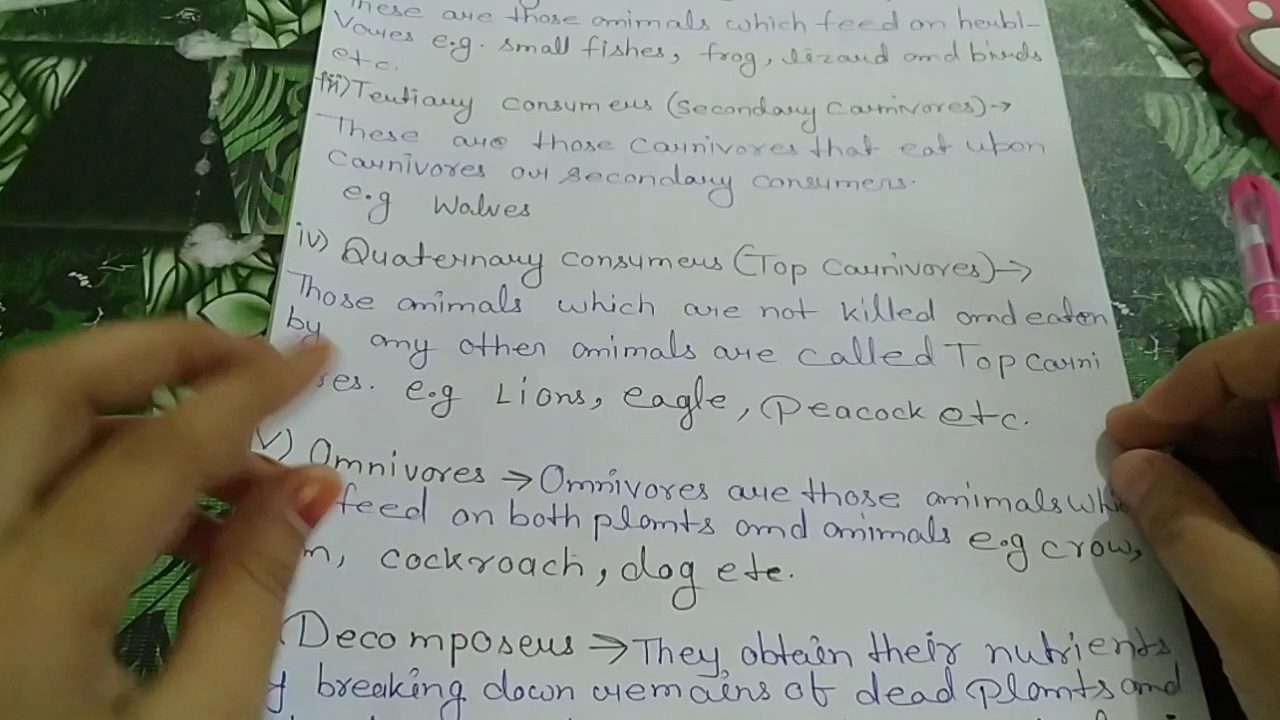 These are those animals which feed on herbi-
vores e.g. small fishes, frog, lizard and birds
etc.
iii) Tertiary consumers (Secondary Carnivores) →
These are those carnivores that eat upon
Carnivores or secondary consumers.
e.g Wolves
iv) Quaternary consumers (Top Carnivores) →
Those animals which are not killed and eaten
by any other animals are called Top carni
res. e.g Lions, eagle, Peacock etc.
v) Omnivores → Omnivores are those animals whi
feed on both plants and animals e.g crow,
n, cockroach, dog etc.
Decomposers → They obtain their nutrients
breaking down remains of dead plants and